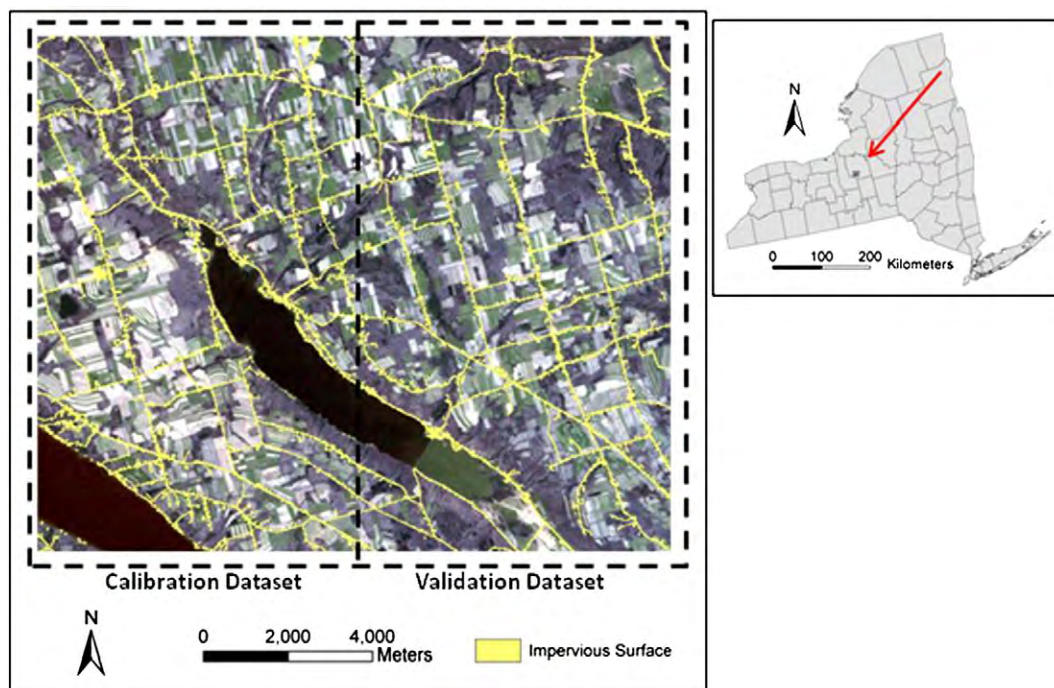 Calibration Dataset
Validation Dataset
N
0 2,000 4,000
Meters
Impervious Surface
N
0 100 200 Kilometers